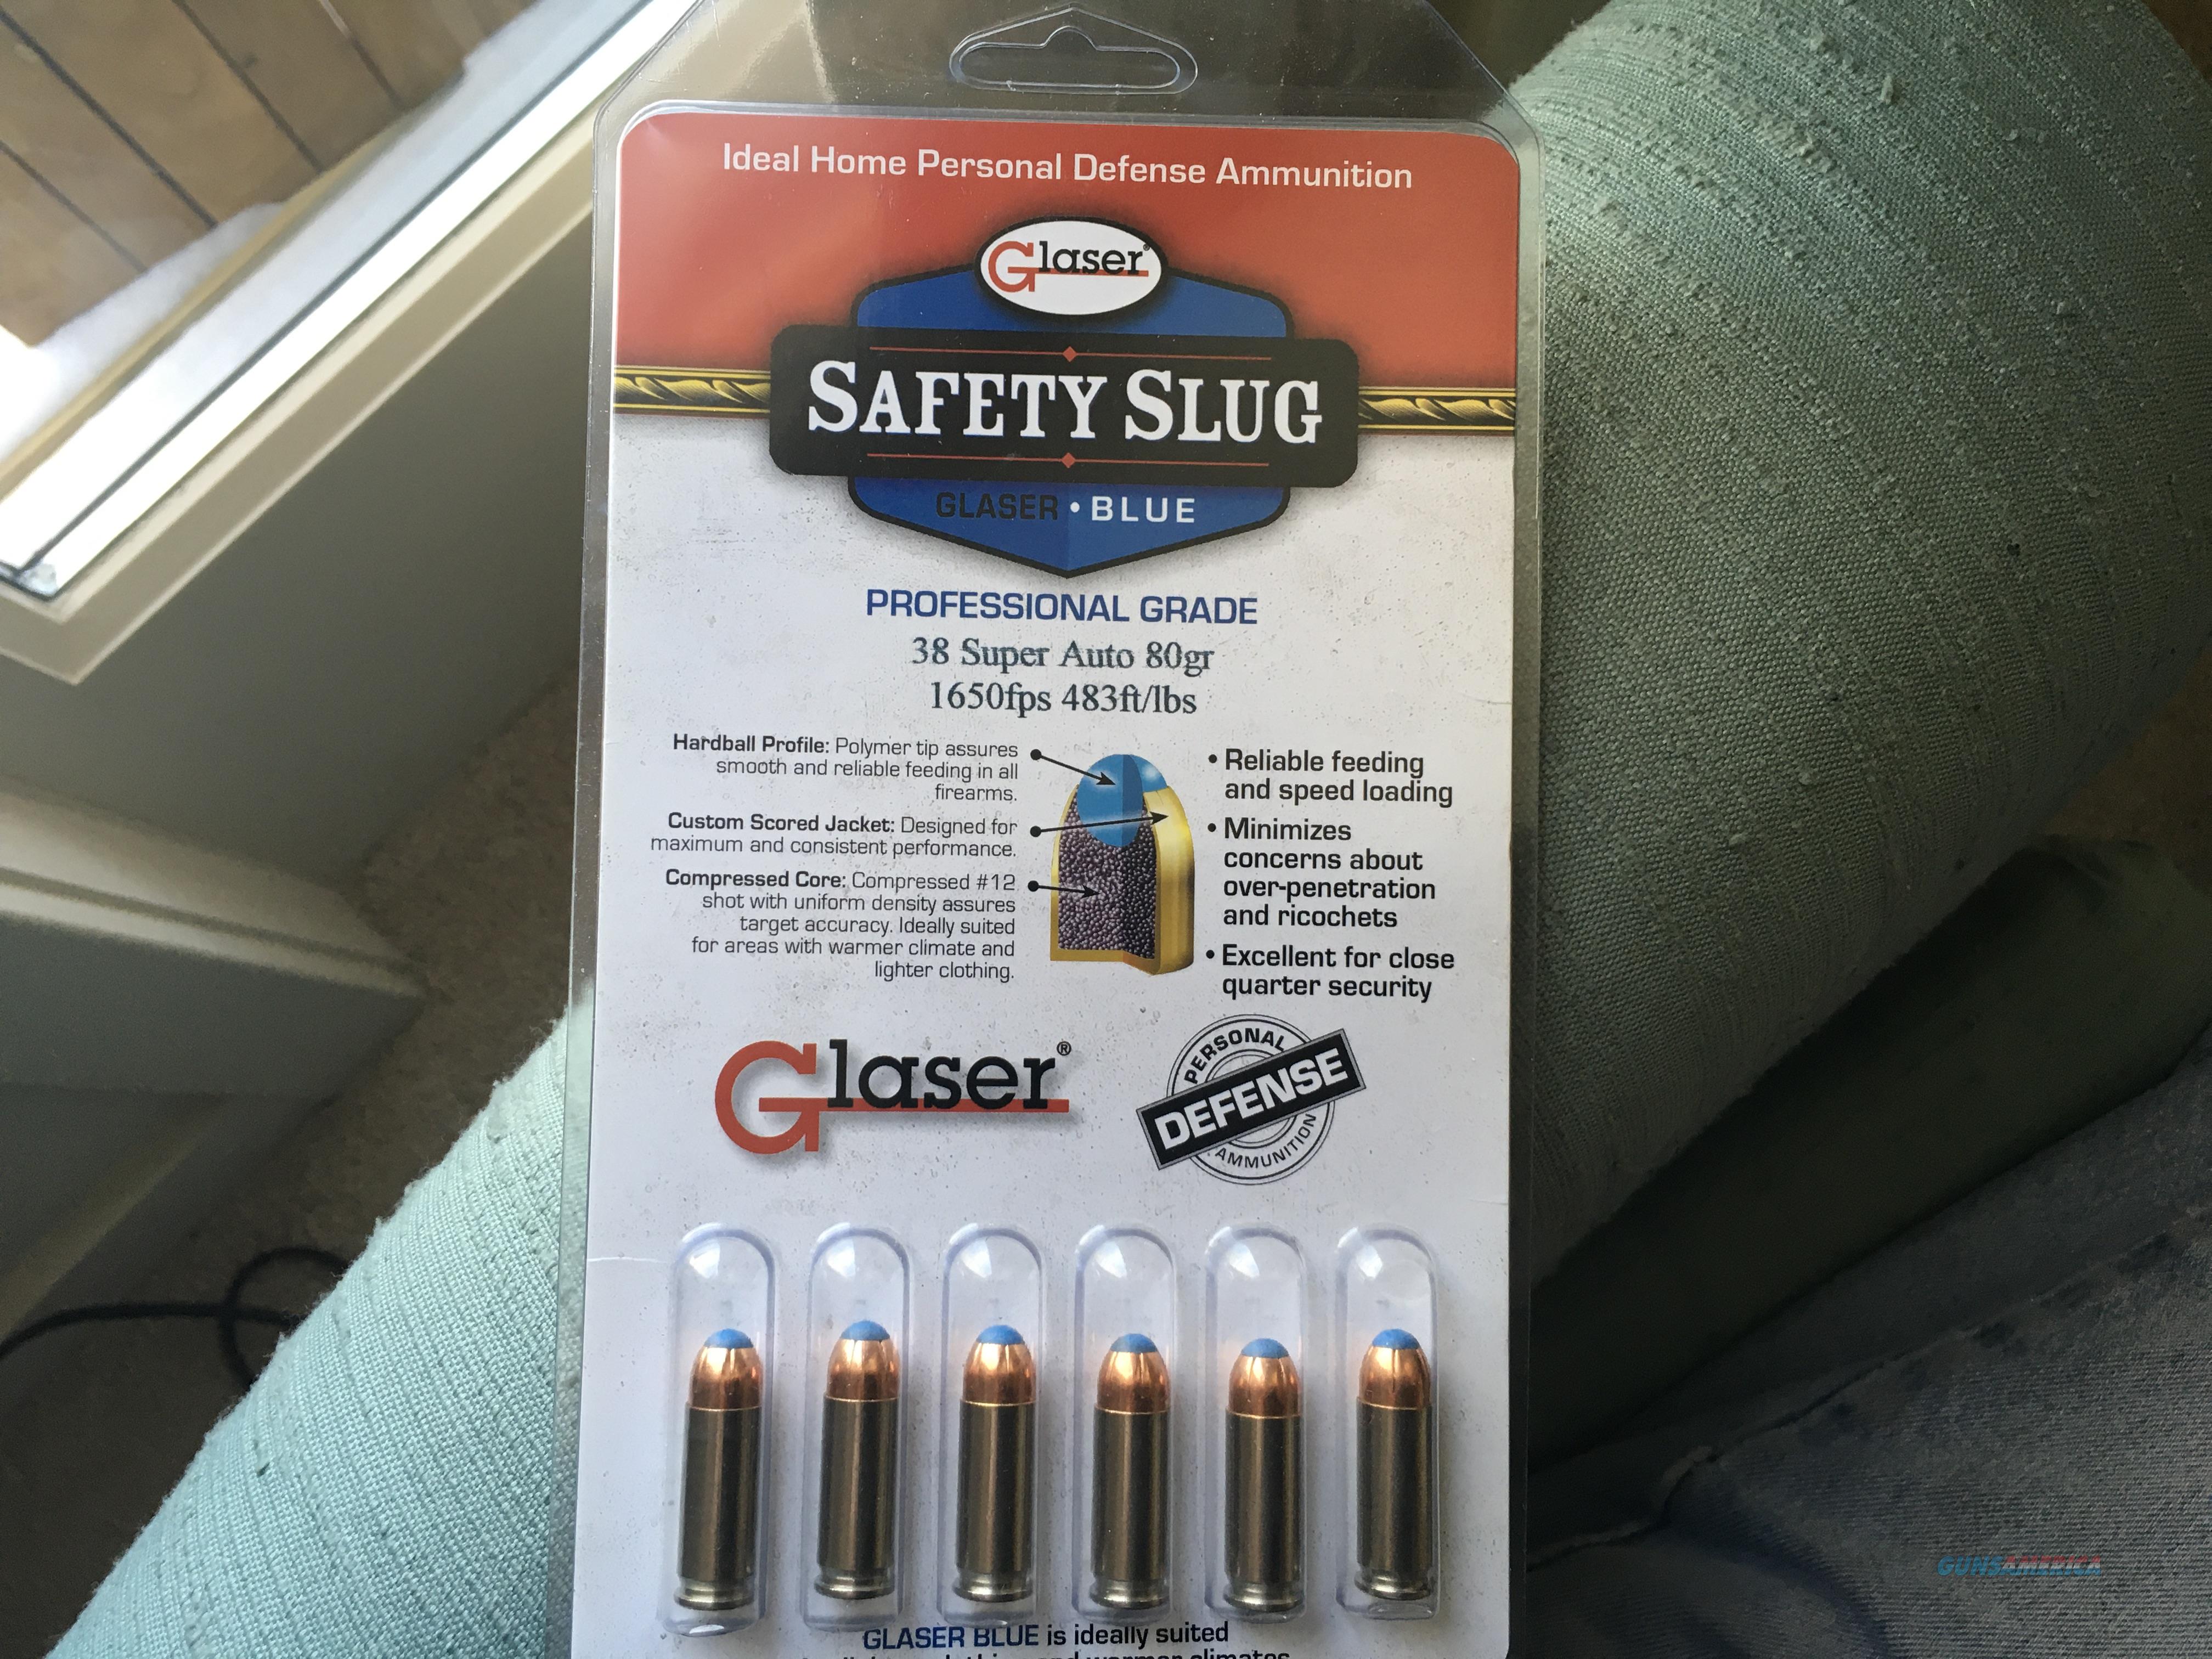 Ideal Home Personal Defense Ammunition
Glaser®
SAFETY SLUG
GLASER • BLUE
PROFESSIONAL GRADE
38 Super Auto 80gr
1650fps 483ft/lbs
Hardball Profile: Polymer tip assures
smooth and reliable feeding in all
firearms.
Custom Scored Jacket: Designed for
maximum and consistent performance.
Compressed Core: Compressed #12
shot with uniform density assures
target accuracy. Ideally suited
for areas with warmer climate and
lighter clothing.
• Reliable feeding
and speed loading
• Minimizes
concerns about
over-penetration
and ricochets
• Excellent for close
quarter security
Glaser®
PERSONAL
DEFENSE
AMMUNITION
GLASER BLUE is ideally suited
and warmer climates
GUNSAMERICA